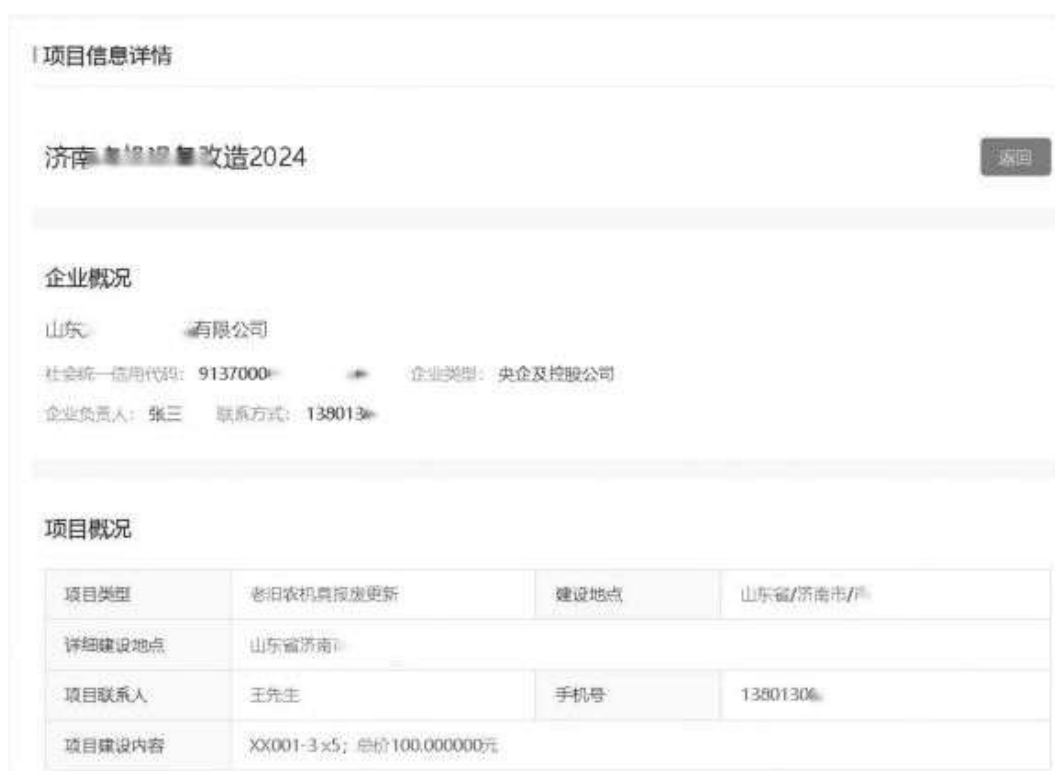 项目信息详情
济南 改造2024
返回
企业概况
山东 有限公司
社会统一信用代码: 9137000 企业类型: 央企及控股公司
企业负责人: 张三 联系方式: 138013
项目概况
项目类型 老旧农机具报废更新 建设地点 山东省/济南市/
详细建设地点 山东省济南
项目联系人 王先生 手机号 1380130
项目建设内容 XX001-3 x5; 总价100.000000元